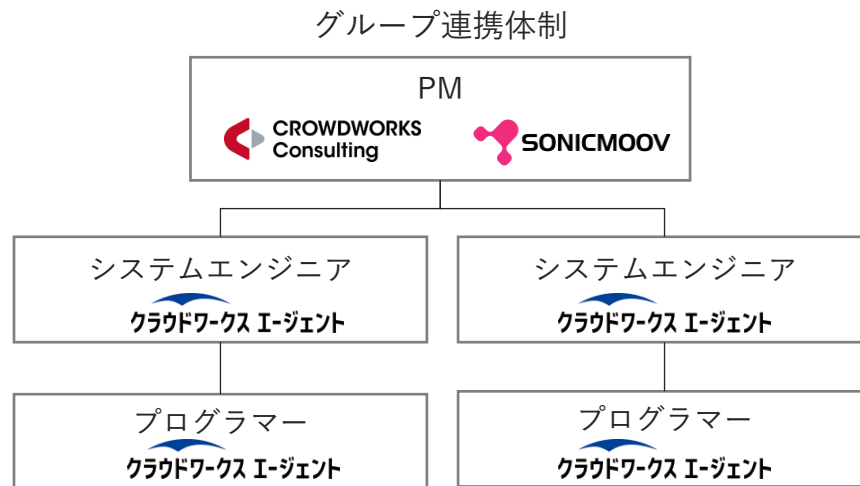 グループ連携体制
PM
CROWDWORKS
Consulting
SONICMOOV
システムエンジニア
クラウドワークス エージェント
システムエンジニア
クラウドワークス エージェント
プログラマー
クラウドワークス エージェント
プログラマー
クラウドワークス エージェント